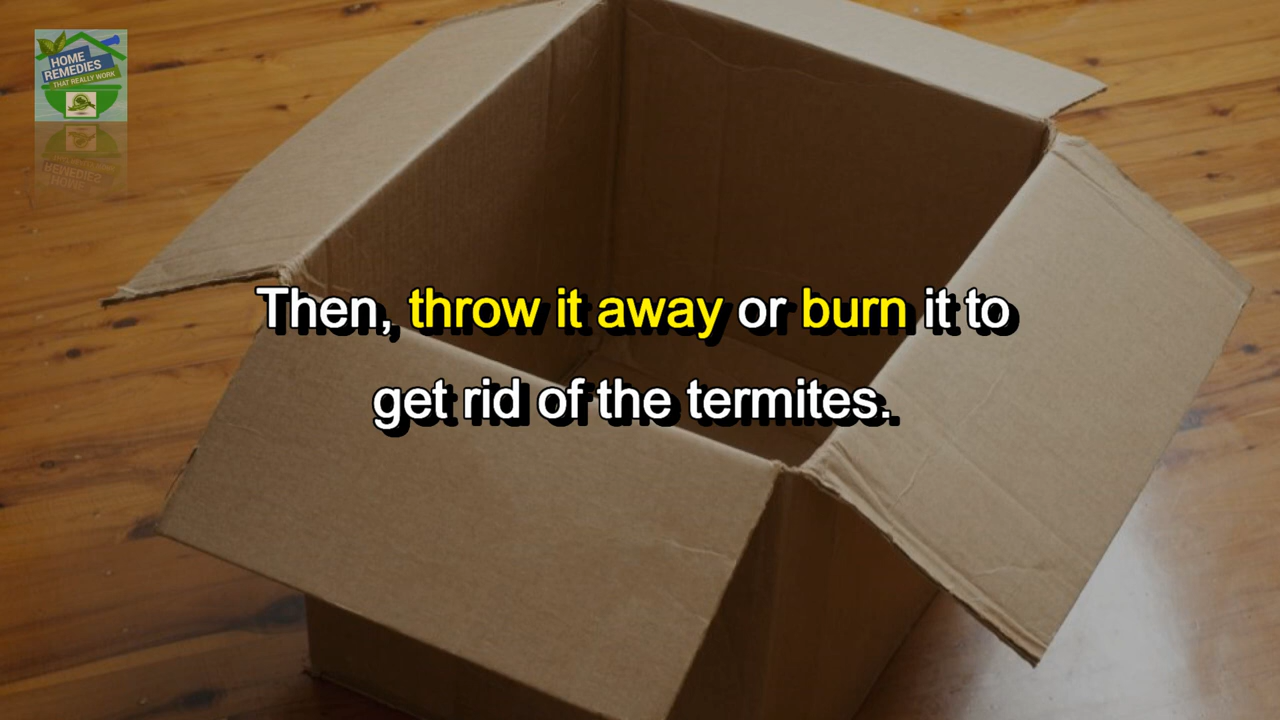 HOME
REMEDIES
THAT REALLY WORK
Then, throw it away or burn it to
get rid of the termites.